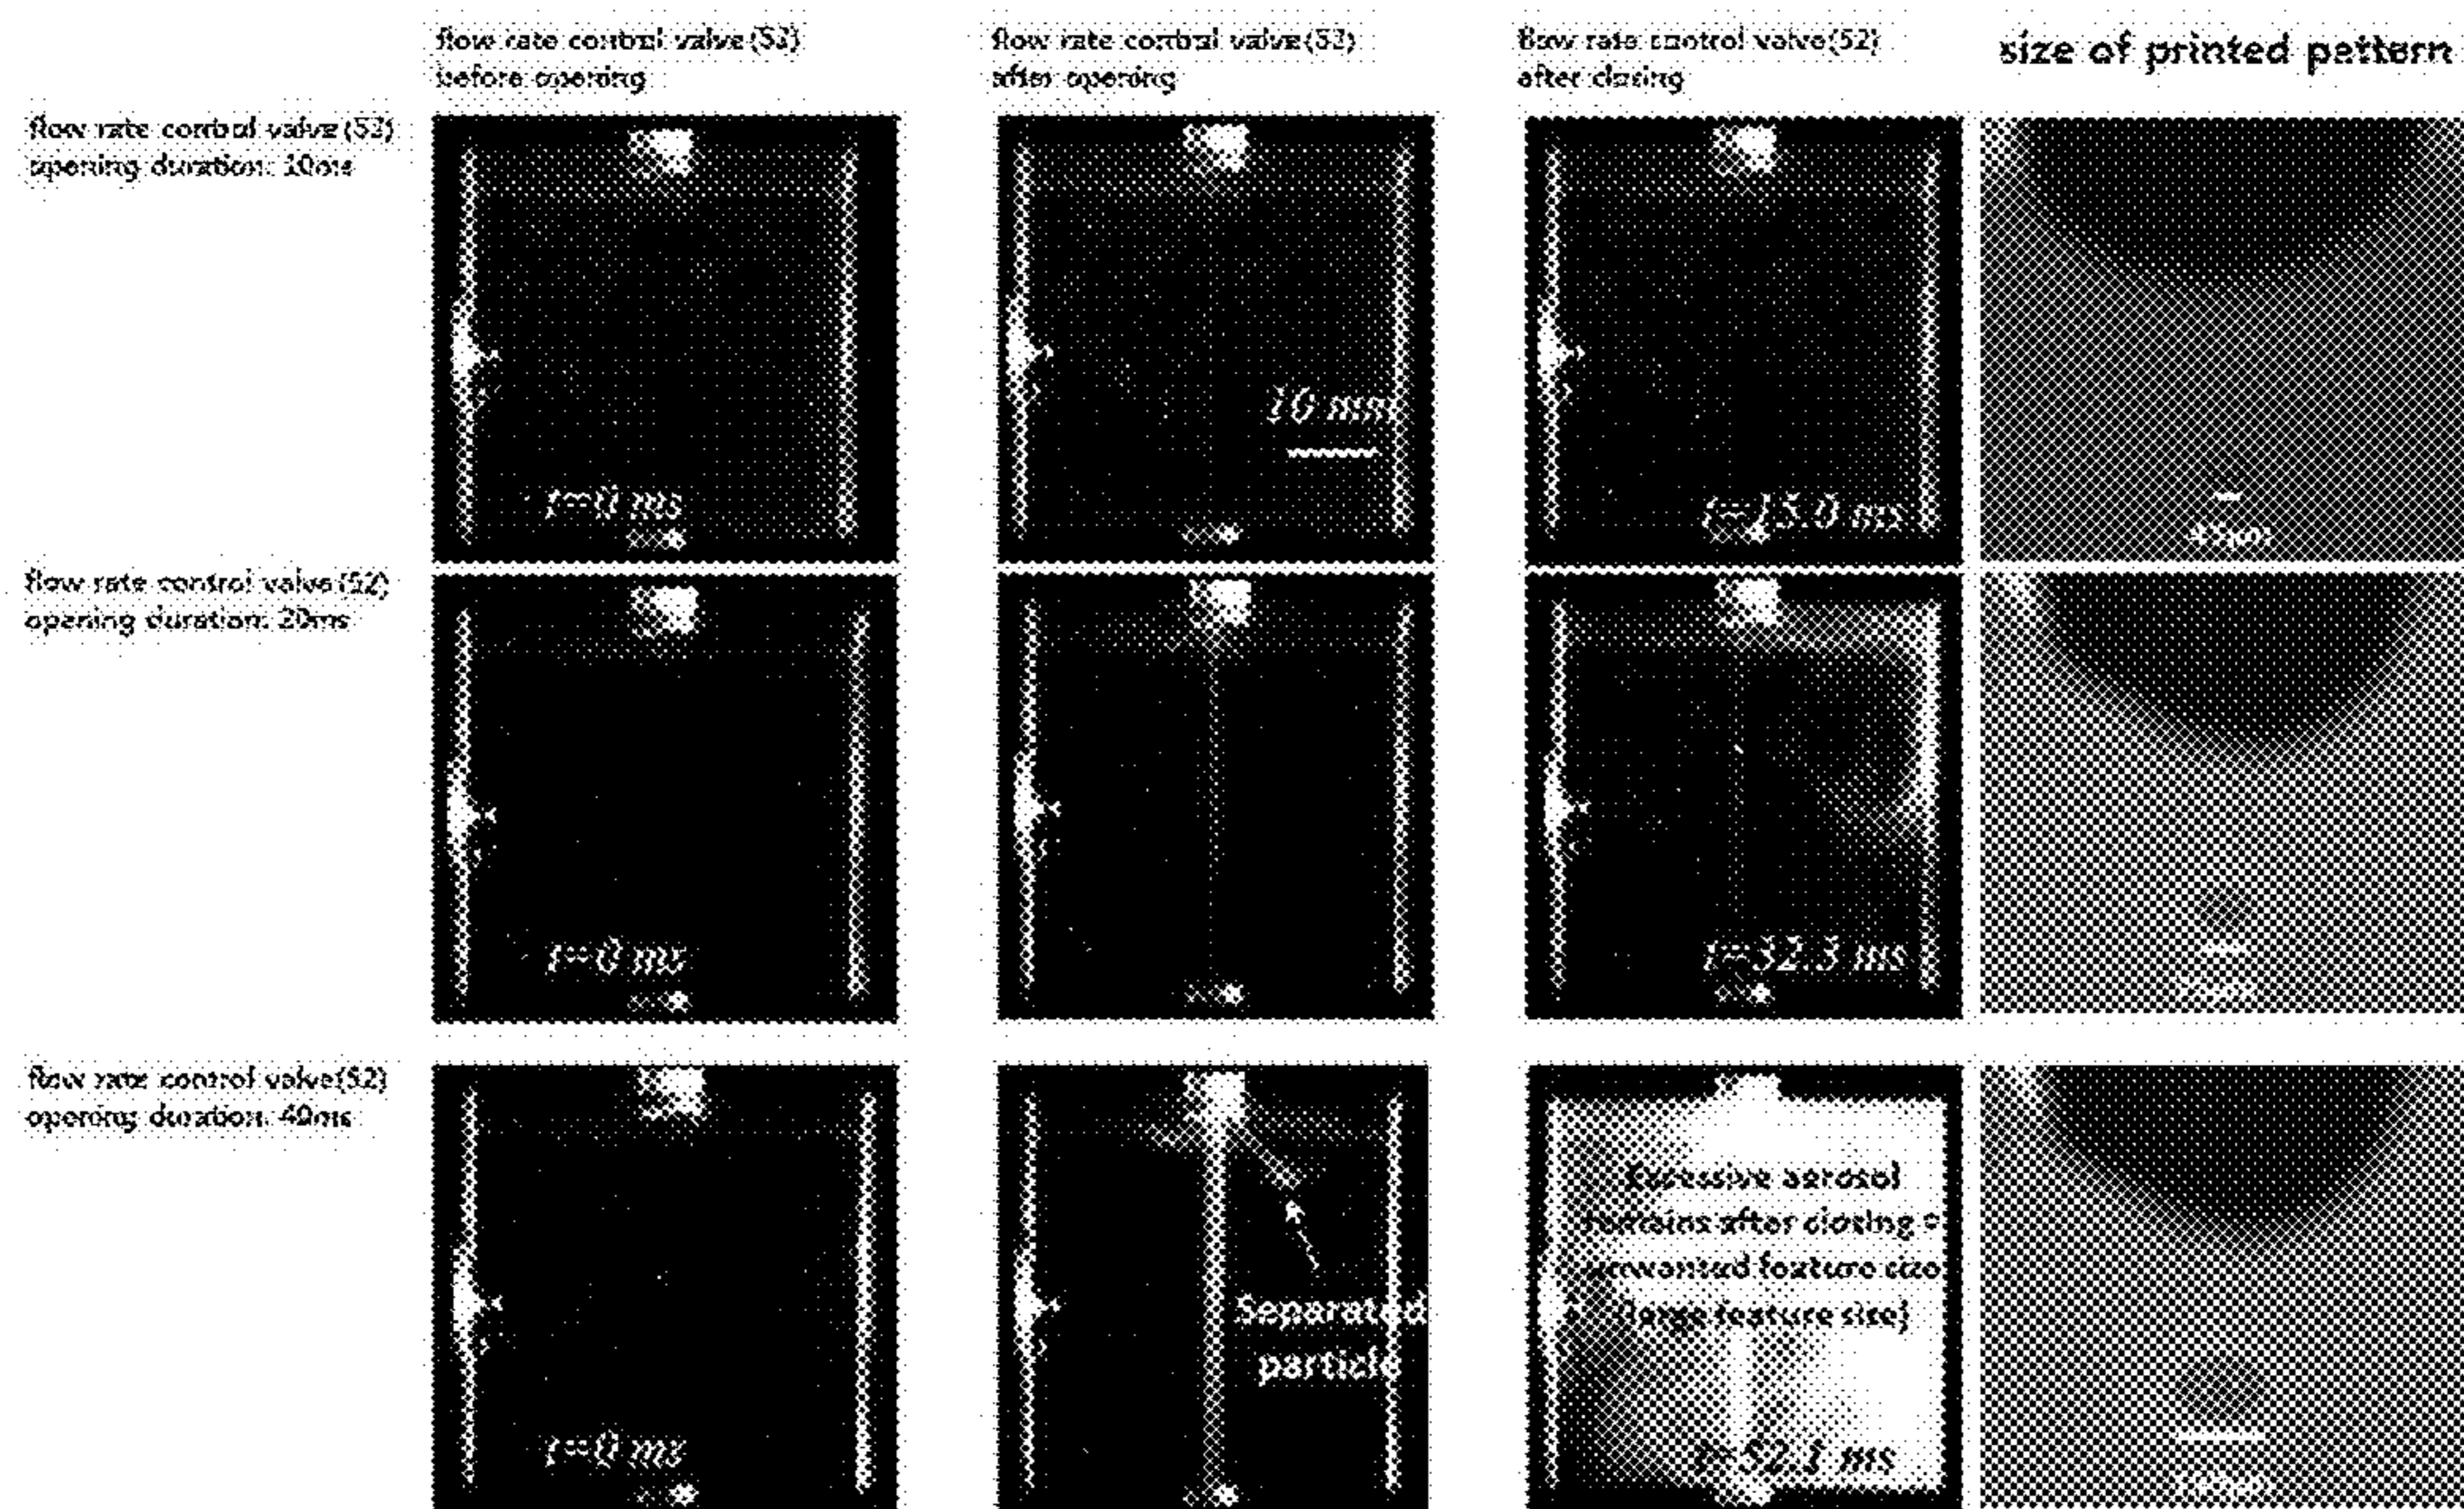 flow rate control valve(52)
before opening
flow rate control valve(52)
after opening
flow rate control valve(52)
after closing
size of printed pattern
flow rate control valve(52)
opening duration: 10ms
t=0 ms
10 mm
t=15.0 ms
45μm
flow rate control valve(52)
opening duration: 20ms
t=0 ms
t=32.3 ms
flow rate control valve(52)
opening duration: 40ms
t=0 ms
Separated
particle
Excessive aerosol
remains after closing =
unwanted feature size
(large feature size)
t=52.1 ms